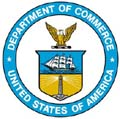 DEPARTMENT OF COMMERCE
UNITED STATES OF AMERICA